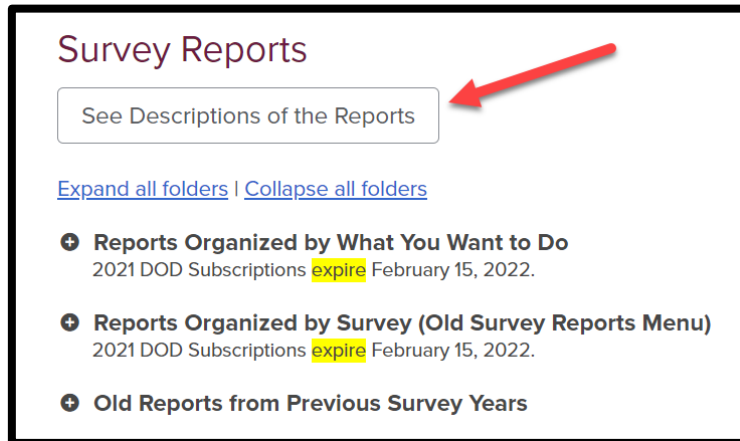 Survey Reports
See Descriptions of the Reports
Expand all folders | Collapse all folders
Reports Organized by What You Want to Do
2021 DOD Subscriptions expire February 15, 2022.
Reports Organized by Survey (Old Survey Reports Menu)
2021 DOD Subscriptions expire February 15, 2022.
Old Reports from Previous Survey Years